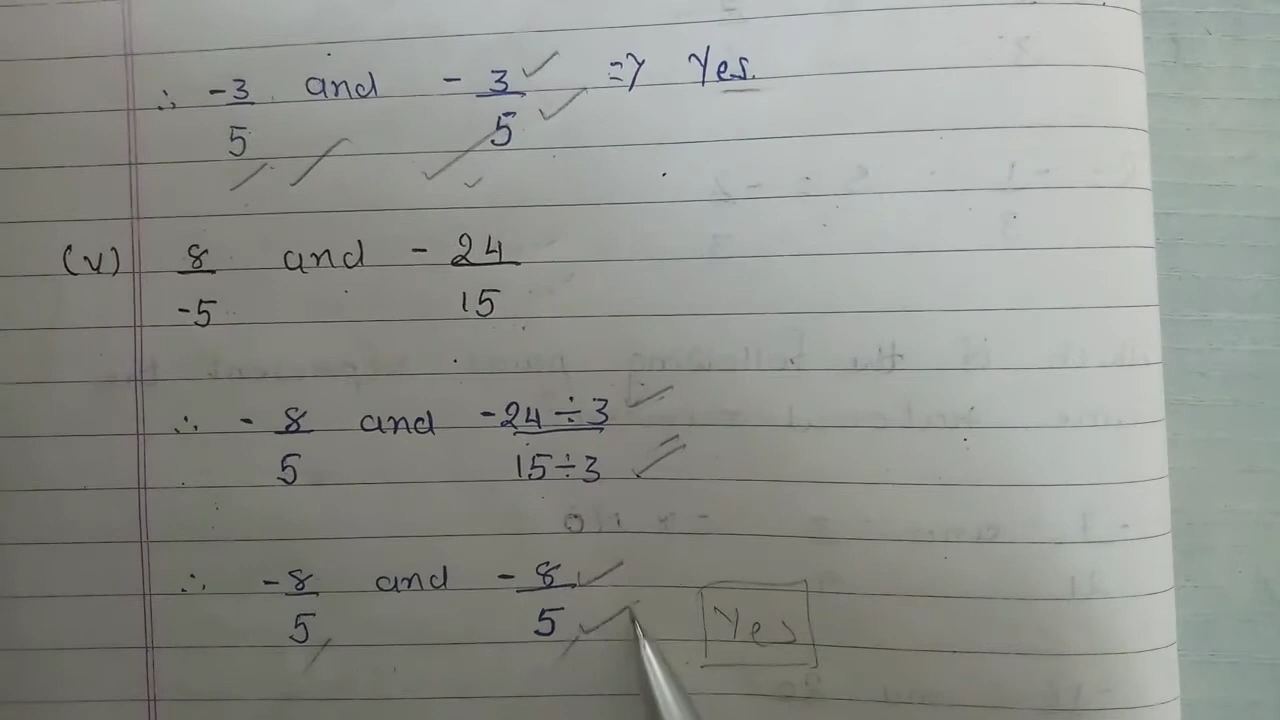 ∴ -3 and - 3 => Yes.
5 5
(v) 8 and - 24
-5 15
∴ - 8 and -24 ÷ 3
5 15 ÷ 3
∴ -8 and - 8
5 5 Yes